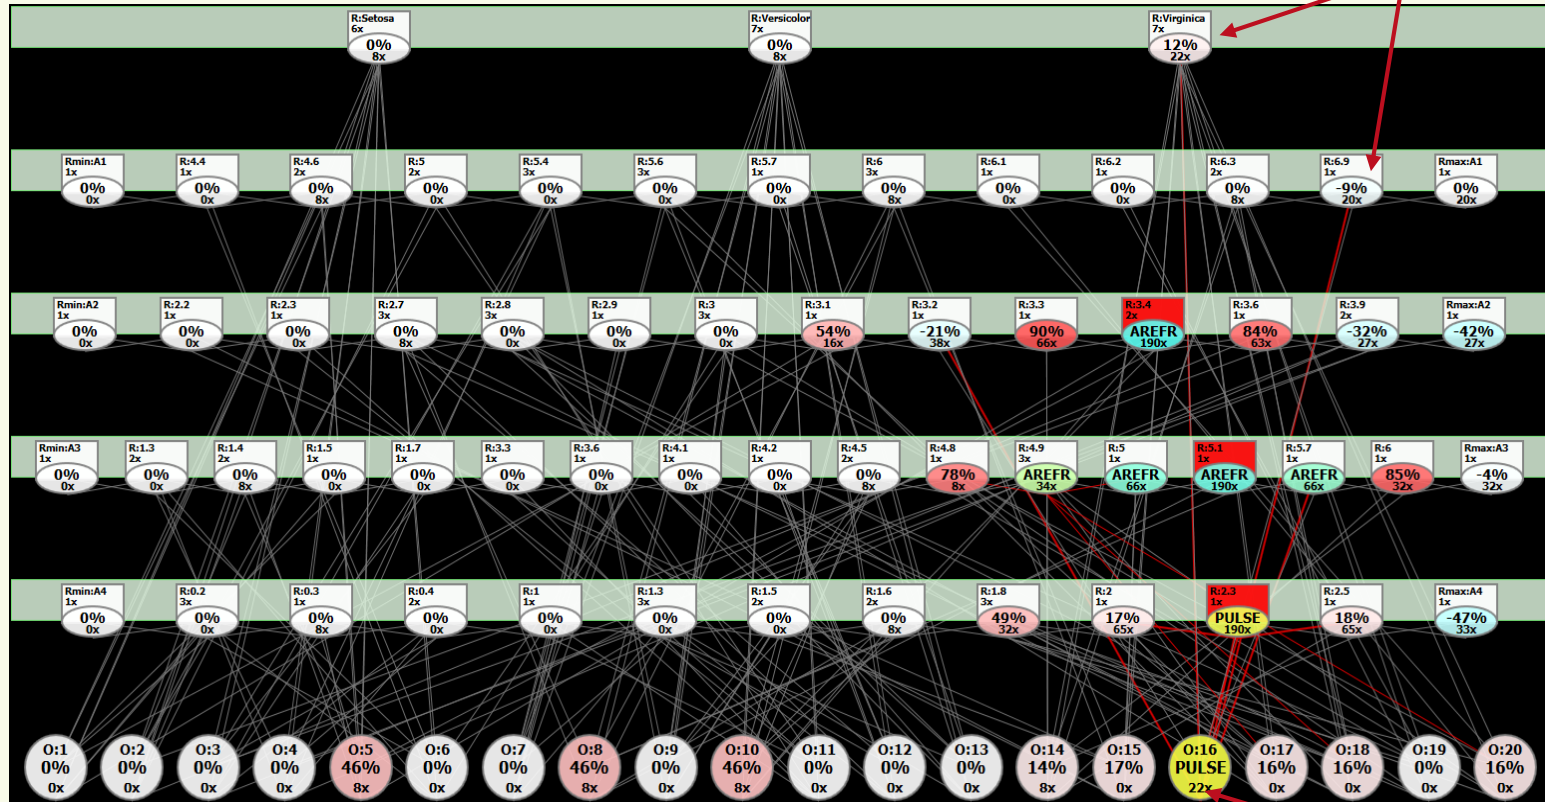 R:Setosa
6x
0%
8x
R:Versicolor
7x
0%
8x
R:Virginica
7x
12%
22x
Rmin:A1
1x
0%
0x
R:4.4
1x
0%
0x
R:4.6
2x
0%
8x
R:5
2x
0%
0x
R:5.4
3x
0%
0x
R:5.6
3x
0%
0x
R:5.7
1x
0%
0x
R:6
3x
0%
8x
R:6.1
1x
0%
0x
R:6.2
1x
0%
0x
R:6.3
2x
0%
8x
R:6.9
1x
-9%
20x
Rmax:A1
1x
0%
20x
Rmin:A2
1x
0%
0x
R:2.2
1x
0%
0x
R:2.3
1x
0%
0x
R:2.7
3x
0%
8x
R:2.8
3x
0%
0x
R:2.9
1x
0%
0x
R:3
3x
0%
0x
R:3.1
1x
54%
16x
R:3.2
1x
-21%
38x
R:3.3
1x
90%
66x
R:3.4
2x
AREFR
190x
R:3.6
1x
84%
63x
R:3.9
2x
-32%
27x
Rmax:A2
1x
-42%
27x
Rmin:A3
1x
0%
0x
R:1.3
2x
0%
0x
R:1.4
2x
0%
8x
R:1.5
1x
0%
0x
R:1.7
1x
0%
0x
R:3.3
1x
0%
0x
R:3.6
1x
0%
0x
R:4.1
1x
0%
0x
R:4.2
1x
0%
0x
R:4.5
2x
0%
8x
R:4.8
1x
78%
8x
R:4.9
3x
AREFR
34x
R:5
1x
AREFR
66x
R:5.1
1x
AREFR
190x
R:5.7
1x
AREFR
66x
R:6
1x
85%
32x
Rmax:A3
1x
-4%
32x
Rmin:A4
1x
0%
0x
R:0.2
3x
0%
0x
R:0.3
1x
0%
8x
R:0.4
2x
0%
0x
R:1
1x
0%
0x
R:1.3
3x
0%
0x
R:1.5
2x
0%
0x
R:1.6
2x
0%
8x
R:1.8
3x
49%
32x
R:2
1x
17%
65x
R:2.3
1x
PULSE
190x
R:2.5
1x
18%
65x
Rmax:A4
1x
-47%
33x
O:1
0%
0x
O:2
0%
0x
O:3
0%
0x
O:4
0%
0x
O:5
46%
8x
O:6
0%
0x
O:7
0%
0x
O:8
46%
8x
O:9
0%
0x
O:10
46%
8x
O:11
0%
0x
O:12
0%
0x
O:13
0%
0x
O:14
14%
8x
O:15
17%
0x
O:16
PULSE
22x
O:17
16%
0x
O:18
16%
0x
O:19
0%
0x
O:20
16%
0x